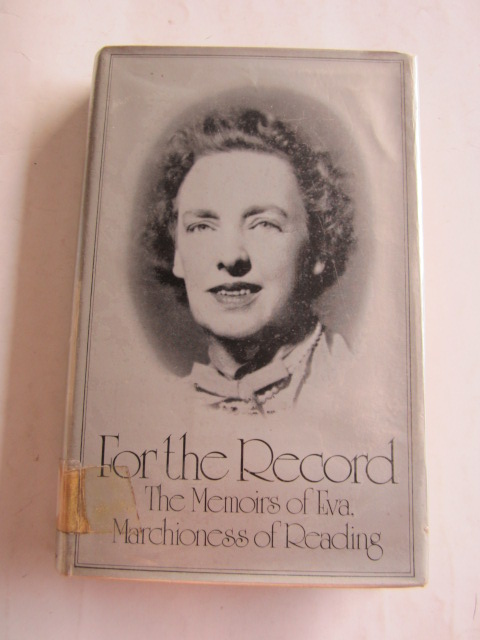 For the Record
The Memoirs of Eva,
Marchioness of Reading